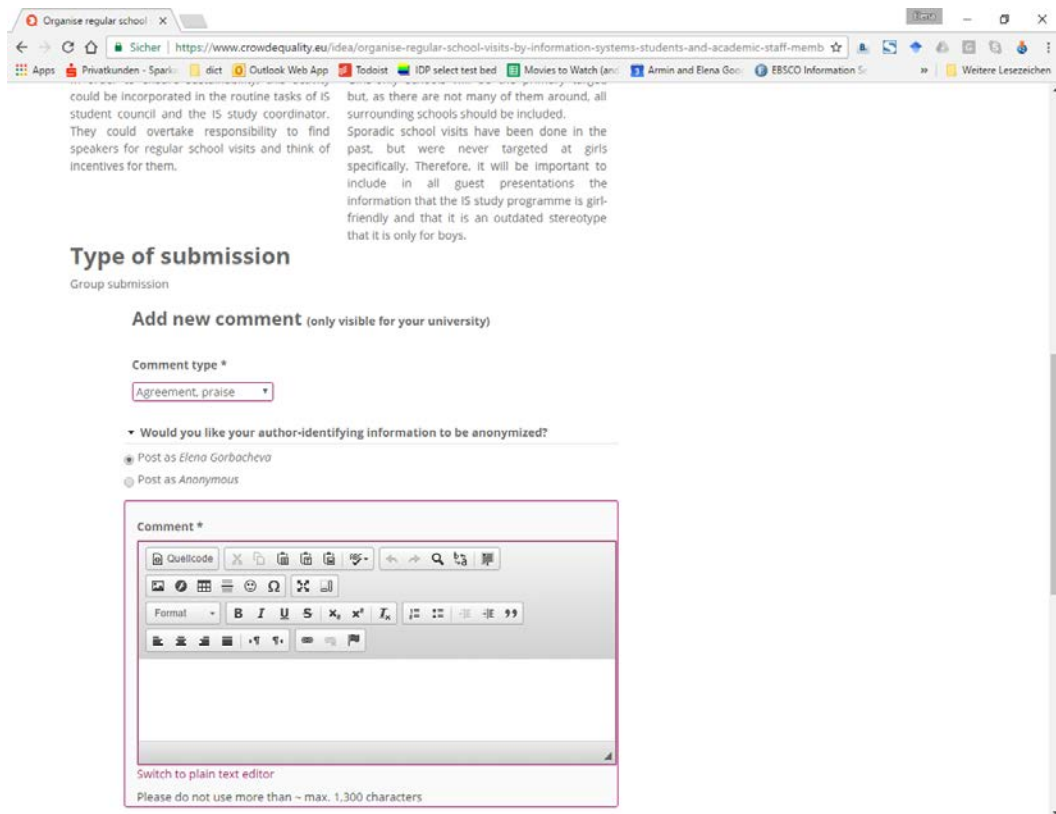 Organise regular school
Elena
Sicher | https://www.crowdequality.eu/idea/organise-regular-school-visits-by-information-systems-students-and-academic-staff-memb
Apps Privatkunden - Spark dict Outlook Web App Todoist IDP select test bed Movies to Watch (and Armin and Elena Goo EBSCO Information Se » Weitere Lesezeichen
could be incorporated in the routine tasks of IS
student council and the IS study coordinator.
They could overtake responsibility to find
speakers for regular school visits and think of
incentives for them.
but, as there are not many of them around, all
surrounding schools should be included.
Sporadic school visits have been done in the
past, but were never targeted at girls
specifically. Therefore, it will be important to
include in all guest presentations the
information that the IS study programme is girl-
friendly and that it is an outdated stereotype
that it is only for boys.
Type of submission
Group submission
Add new comment (only visible for your university)
Comment type *
Agreement, praise
Would you like your author-identifying information to be anonymized?
Post as Elena Gorbacheva
Post as Anonymous
Comment *
Quellcode
Format B I U S x₂ x² Iₓ
Switch to plain text editor
Please do not use more than ~ max. 1,300 characters